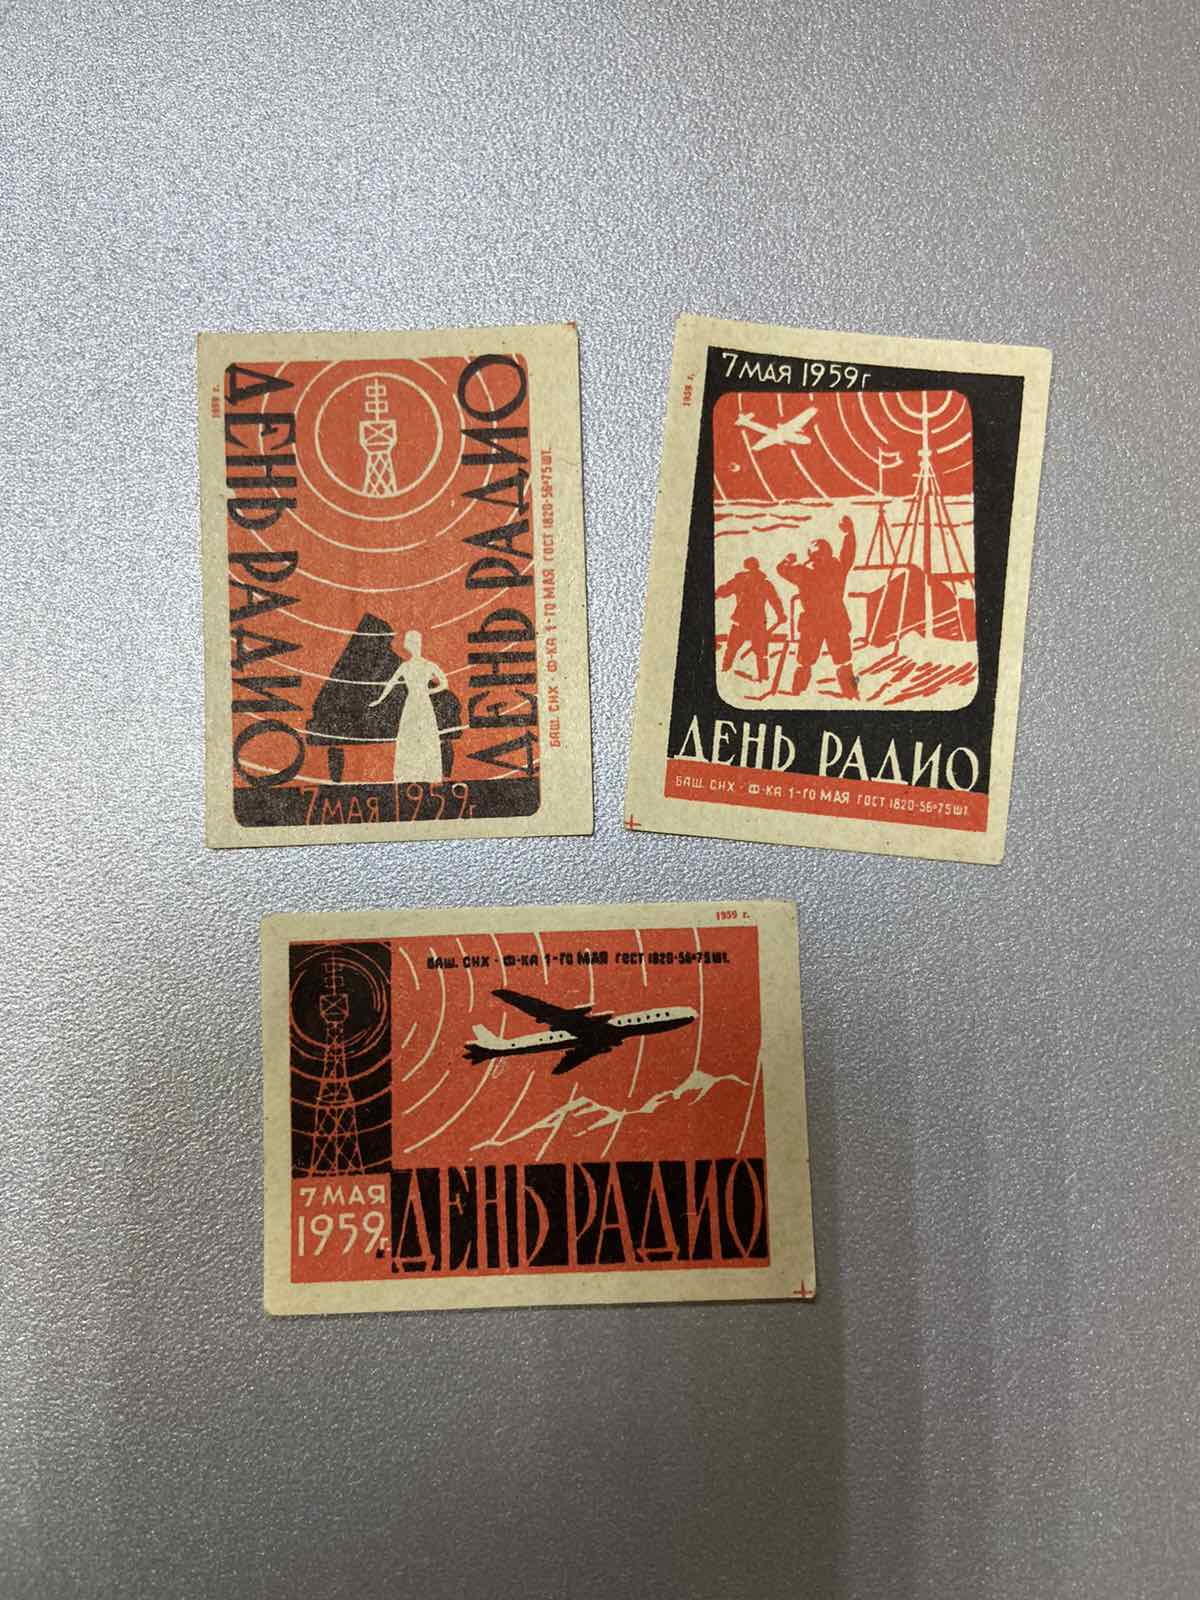 1959 г.
ДЕНЬ РАДИО
ДЕНЬ РАДИО
БАШ. СНХ · Ф-КА 1-ГО МАЯ ГОСТ 1820-56=75 ШТ.
7 МАЯ 1959 г.
1959 г.
7 МАЯ 1959 г
ДЕНЬ РАДИО
БАШ. СНХ · Ф-КА 1-ГО МАЯ ГОСТ 1820-56=75 ШТ.
1959 г.
БАШ. СНХ · Ф-КА 1-ГО МАЯ ГОСТ 1820-56=75 ШТ.
7 МАЯ
1959 г.
ДЕНЬ РАДИО